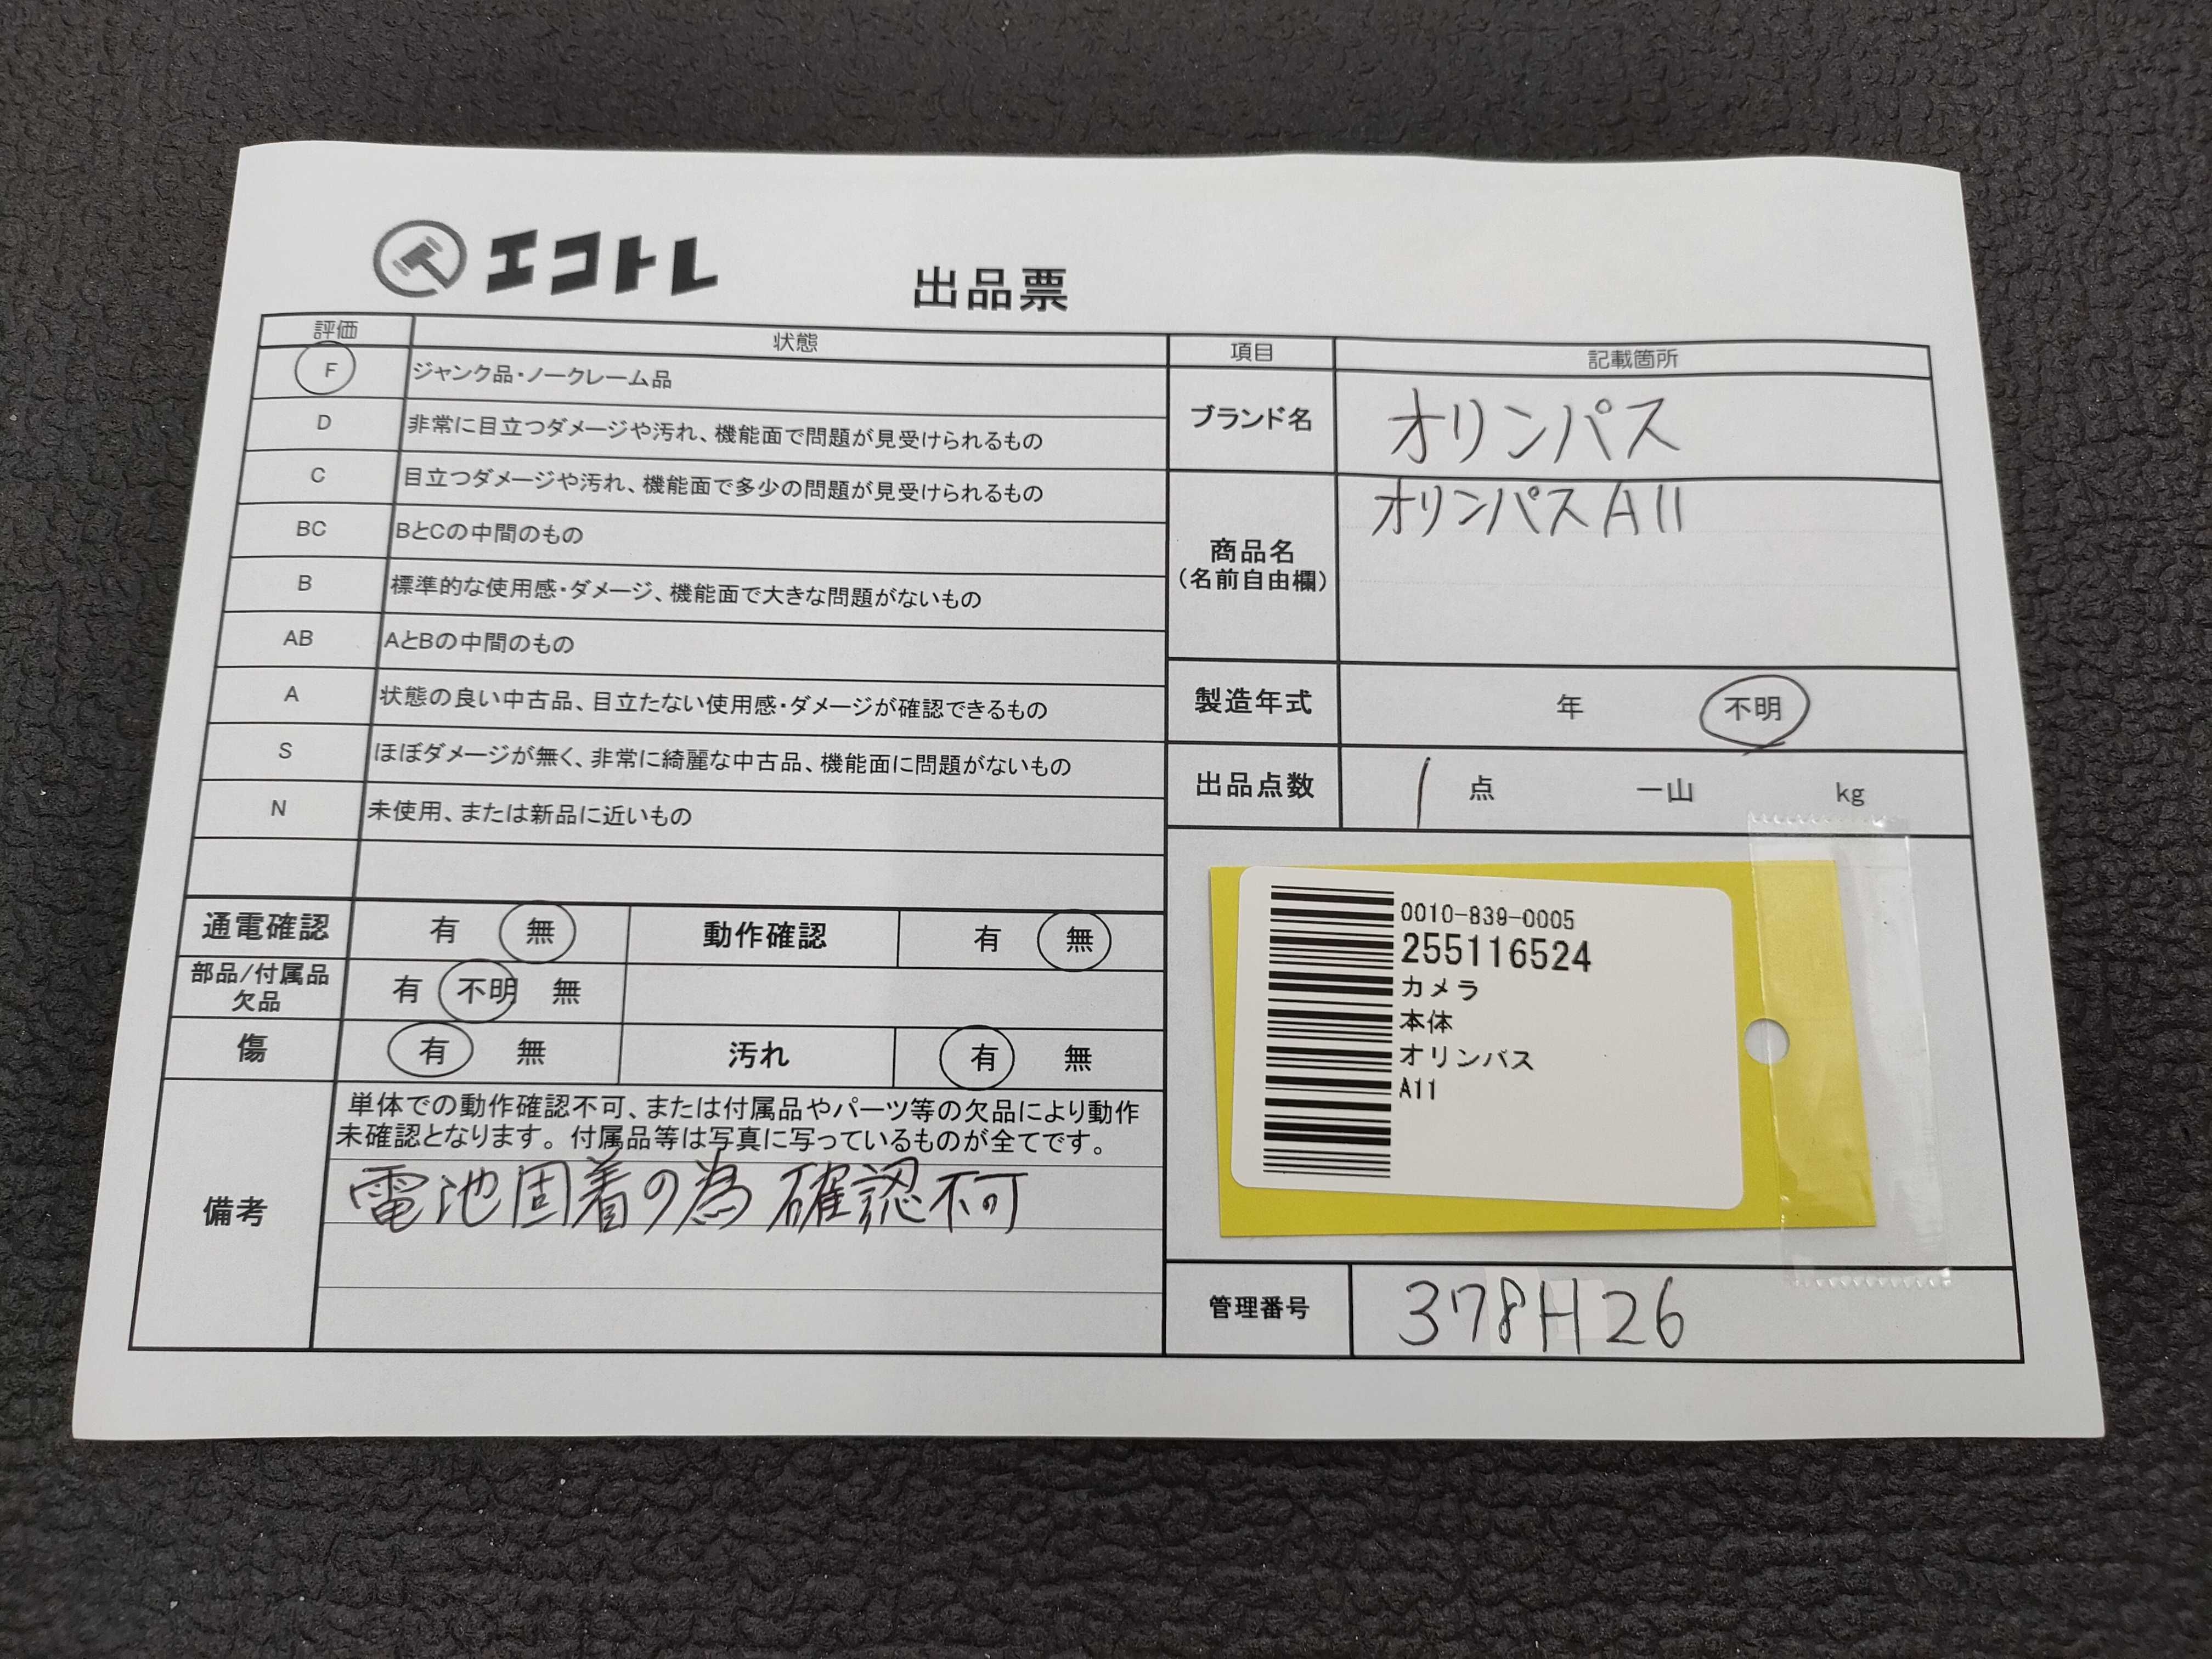 エコトレ
出品票
評価 状態
F ジャンク品・ノークレーム品
D 非常に目立つダメージや汚れ、機能面で問題が見受けられるもの
C 目立つダメージや汚れ、機能面で多少の問題が見受けられるもの
BC BとCの中間のもの
B 標準的な使用感・ダメージ、機能面で大きな問題がないもの
AB AとBの中間のもの
A 状態の良い中古品、目立たない使用感・ダメージが確認できるもの
S ほぼダメージが無く、非常に綺麗な中古品、機能面に問題がないもの
N 未使用、または新品に近いもの
通電確認 有 無 動作確認 有 無
部品/付属品
欠品 有 不明 無
傷 有 無 汚れ 有 無
備考
単体での動作確認不可、または付属品やパーツ等の欠品により動作
未確認となります。付属品等は写真に写っているものが全てです。
電池固着の為 確認不可
項目 記載箇所
ブランド名 オリンパス
商品名
(名前自由欄)
オリンパスA11
製造年式 年 不明
出品点数 1 点 一山 kg
0010-839-0005
255116524
カメラ
本体
オリンパス
A11
管理番号 378H26